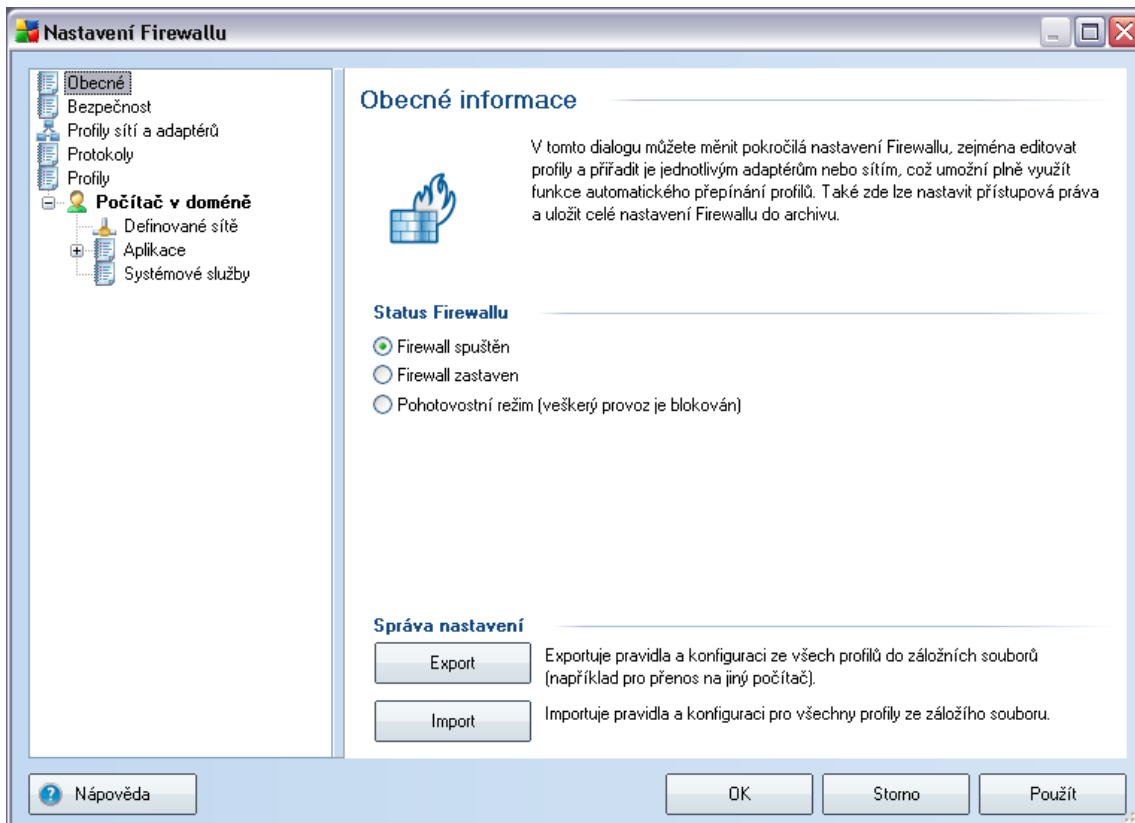 Nastavení Firewallu
Obecné
Bezpečnost
Profily sítí a adaptérů
Protokoly
Profily
Počítač v doméně
Definované sítě
Aplikace
Systémové služby
Obecné informace
V tomto dialogu můžete měnit pokročilá nastavení Firewallu, zejména editovat
profily a přiřadit je jednotlivým adaptérům nebo sítím, což umožní plně využít
funkce automatického přepínání profilů. Také zde lze nastavit přístupová práva
a uložit celé nastavení Firewallu do archivu.
Status Firewallu
Firewall spuštěn
Firewall zastaven
Pohotovostní režim (veškerý provoz je blokován)
Správa nastavení
Export
Exportuje pravidla a konfiguraci ze všech profilů do záložních souborů
(například pro přenos na jiný počítač).
Import
Importuje pravidla a konfiguraci pro všechny profily ze záložího souboru.
Nápověda
OK
Storno
Použít